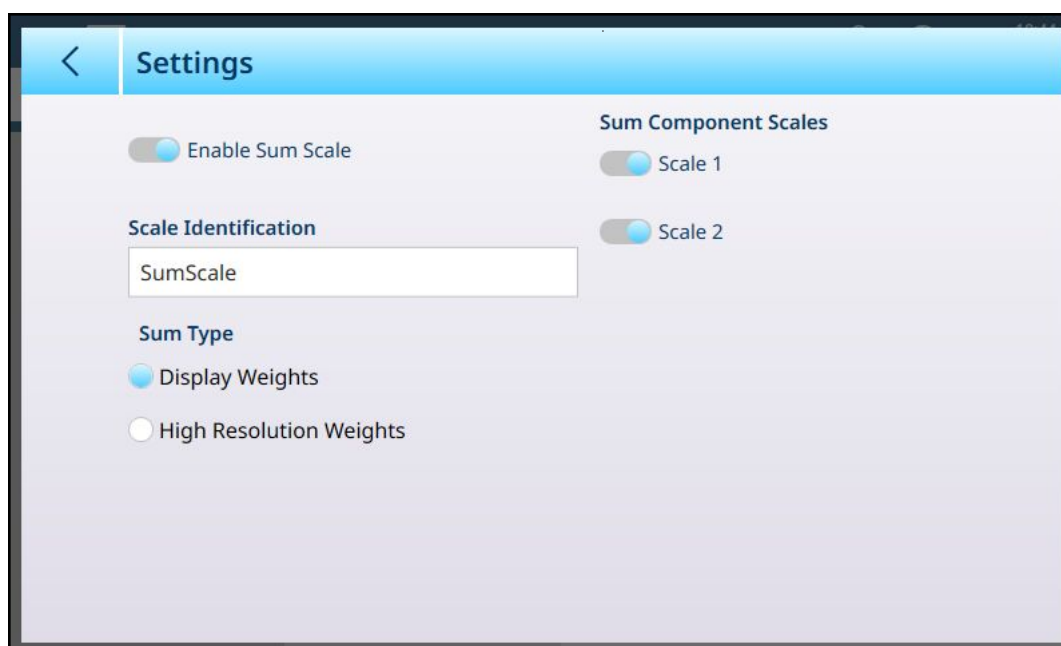 Settings
Enable Sum Scale
Scale Identification
SumScale
Sum Type
Display Weights
High Resolution Weights
Sum Component Scales
Scale 1
Scale 2